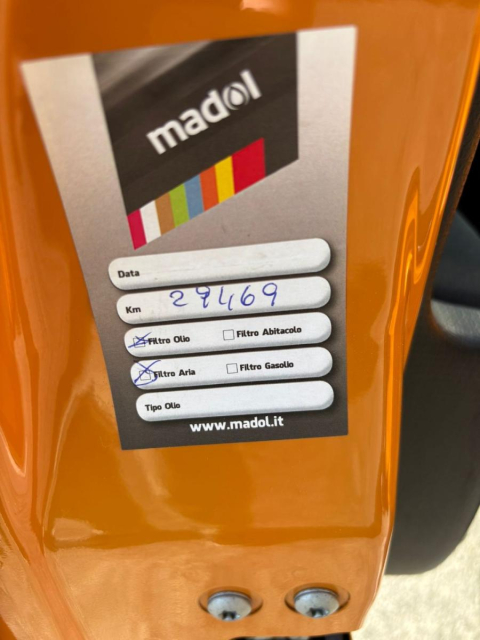 madol
Data
Km 29469
Filtro Olio Filtro Abitacolo
Filtro Aria Filtro Gasolio
Tipo Olio
www.madol.it